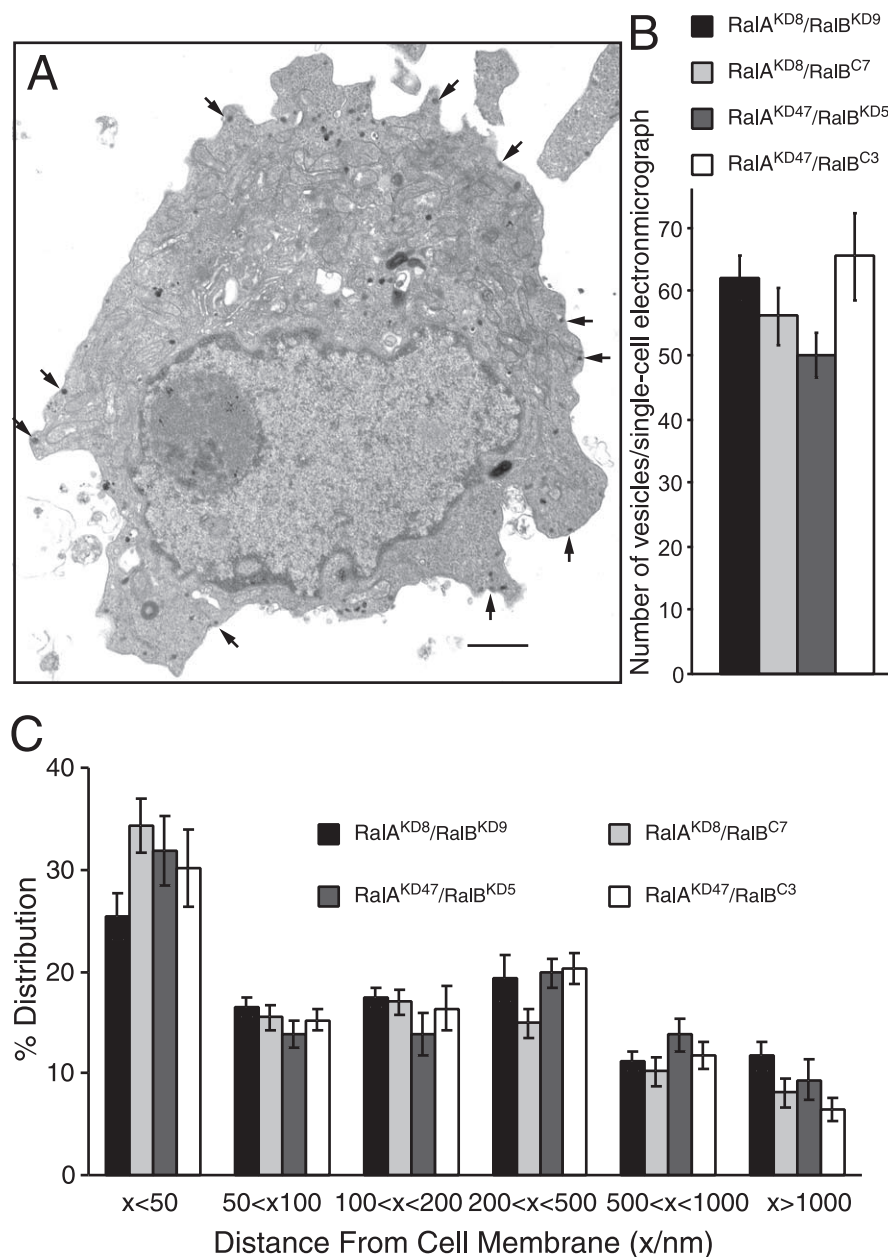 A
B
RalA^KD8/RalB^KD9
RalA^KD8/RalB^C7
RalA^KD47/RalB^KD5
RalA^KD47/RalB^C3
Number of vesicles/single-cell electronmicrograph
70
60
50
40
30
20
10
0
C
% Distribution
40
30
20
10
0
RalA^KD8/RalB^KD9
RalA^KD8/RalB^C7
RalA^KD47/RalB^KD5
RalA^KD47/RalB^C3
x<50 50<x100 100<x<200 200<x<500 500<x<1000 x>1000
Distance From Cell Membrane (x/nm)